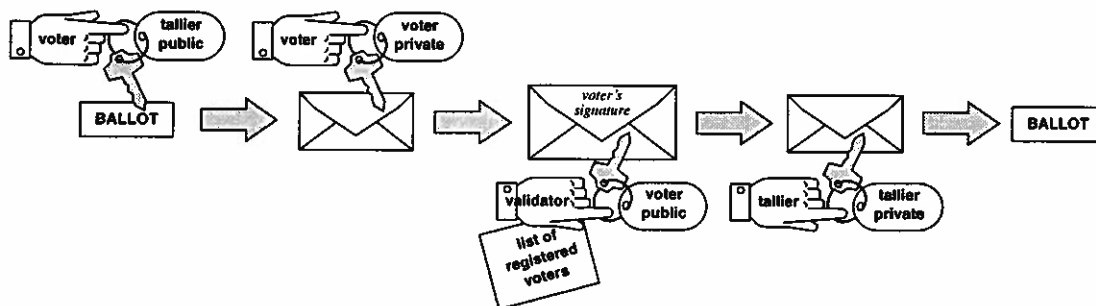 voter
tallier
public
voter
voter
private
BALLOT
voter's
signature
BALLOT
validator
voter
public
tallier
tallier
private
list of
registered
voters